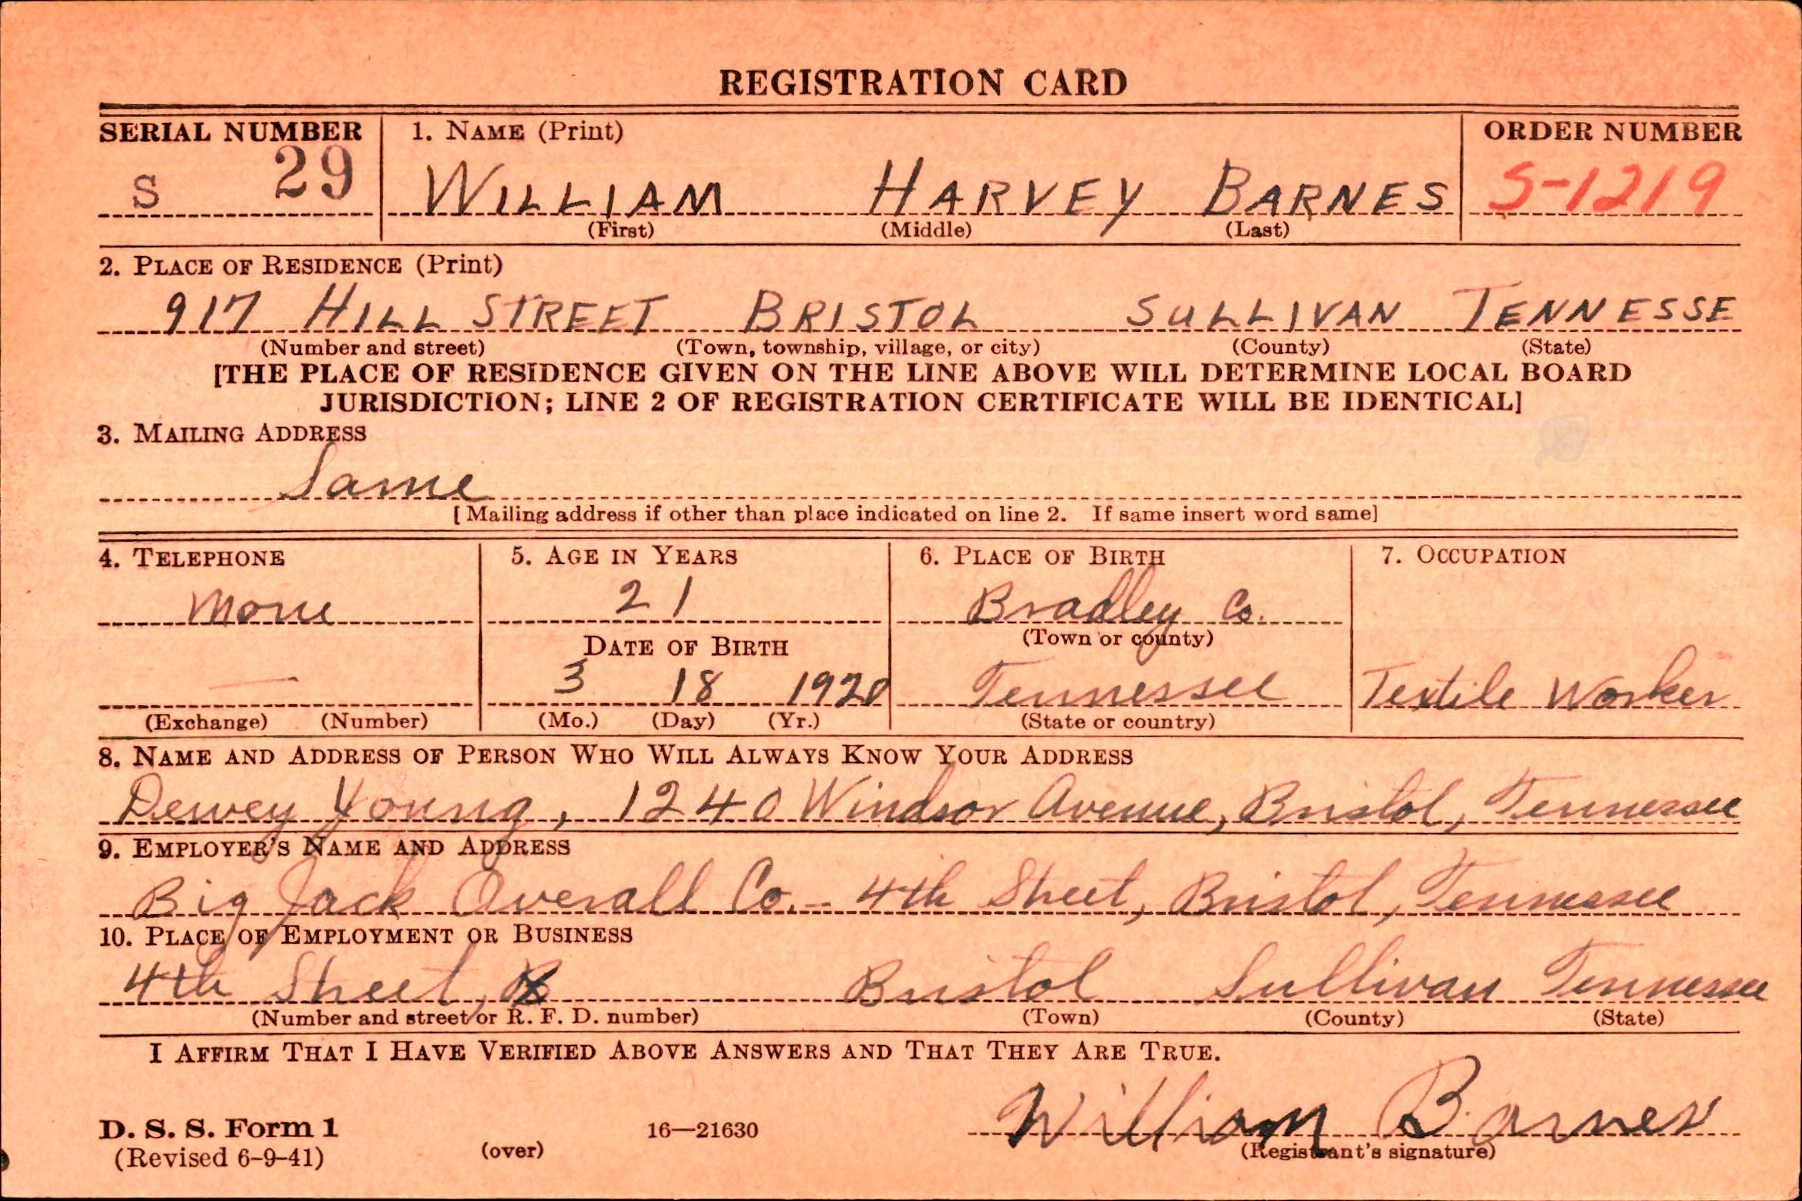 REGISTRATION CARD
SERIAL NUMBER 1. NAME (Print) ORDER NUMBER
S 29 WILLIAM HARVEY BARNES S-1219
(First) (Middle) (Last)
2. PLACE OF RESIDENCE (Print)
917 HILL STREET BRISTOL SULLIVAN TENNESSE
(Number and street) (Town, township, village, or city) (County) (State)
[THE PLACE OF RESIDENCE GIVEN ON THE LINE ABOVE WILL DETERMINE LOCAL BOARD
JURISDICTION; LINE 2 OF REGISTRATION CERTIFICATE WILL BE IDENTICAL]
3. MAILING ADDRESS
Same
[Mailing address if other than place indicated on line 2. If same insert word same]
4. TELEPHONE 5. AGE IN YEARS 6. PLACE OF BIRTH 7. OCCUPATION
None 21 Bradley Co.
(Town or county)
DATE OF BIRTH
— 3 18 1920 Tennessee Textile Worker
(Exchange) (Number) (Mo.) (Day) (Yr.) (State or country)
8. NAME AND ADDRESS OF PERSON WHO WILL ALWAYS KNOW YOUR ADDRESS
Dewey Young, 1240 Windsor Avenue, Bristol, Tennessee
9. EMPLOYER'S NAME AND ADDRESS
Big Jack Overall Co. - 4th Street, Bristol, Tennessee
10. PLACE OF EMPLOYMENT OR BUSINESS
4th Street, Bristol Sullivan Tennessee
(Number and street or R. F. D. number) (Town) (County) (State)
I AFFIRM THAT I HAVE VERIFIED ABOVE ANSWERS AND THAT THEY ARE TRUE.
William Barnes
D. S. S. Form 1
(Revised 6-9-41) (over) 16—21630 (Registrant's signature)